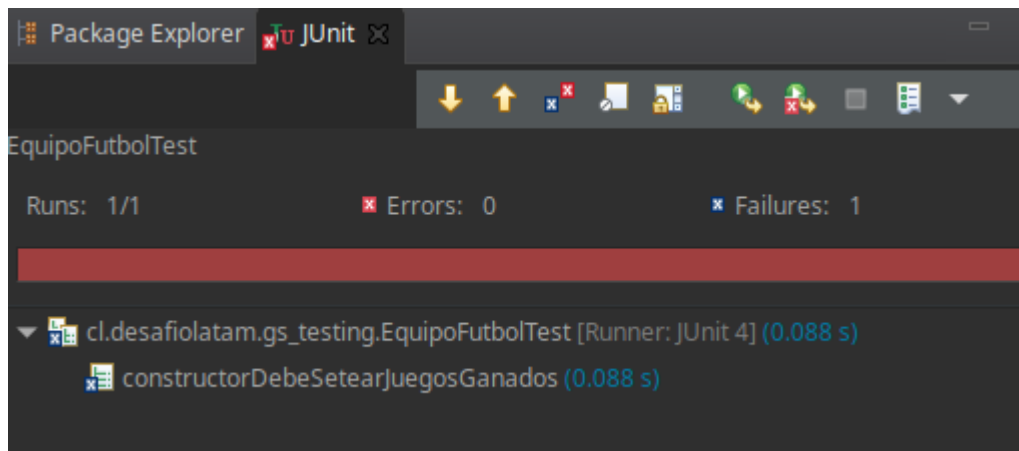 Package Explorer JUnit
EquipoFutbolTest
Runs: 1/1 Errors: 0 Failures: 1
cl.desafiolatam.gs_testing.EquipoFutbolTest [Runner: JUnit 4] (0.088 s)
constructorDebeSetearJuegosGanados (0.088 s)